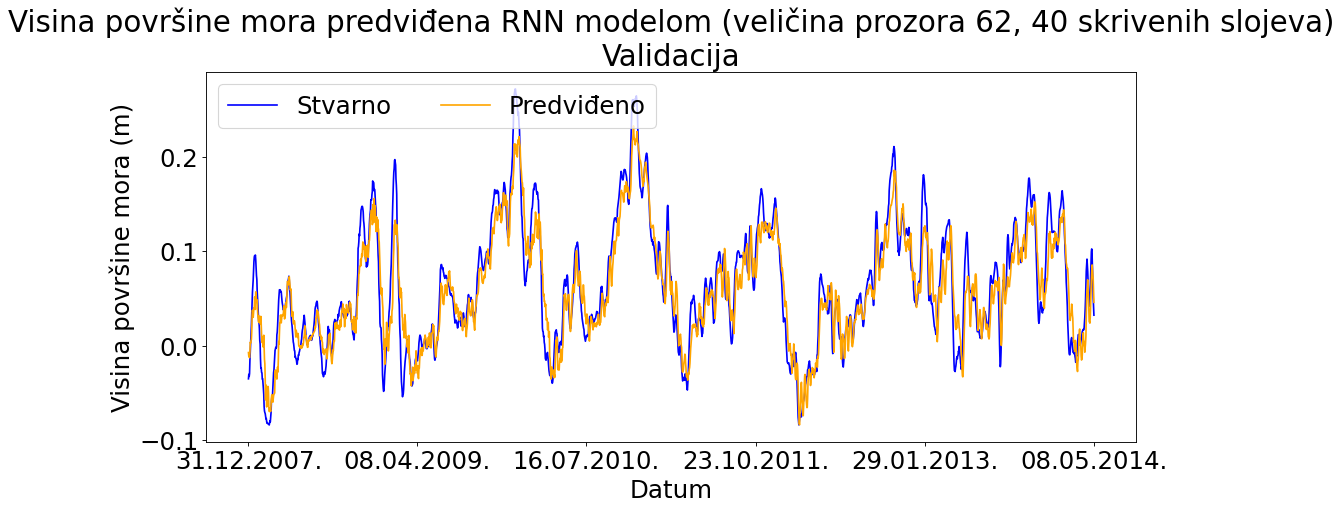 Visina površine mora predviđena RNN modelom (veličina prozora 62, 40 skrivenih slojeva)
Validacija
Stvarno Predviđeno
Visina površine mora (m)
0.2
0.1
0.0
−0.1
31.12.2007. 08.04.2009. 16.07.2010. 23.10.2011. 29.01.2013. 08.05.2014.
Datum